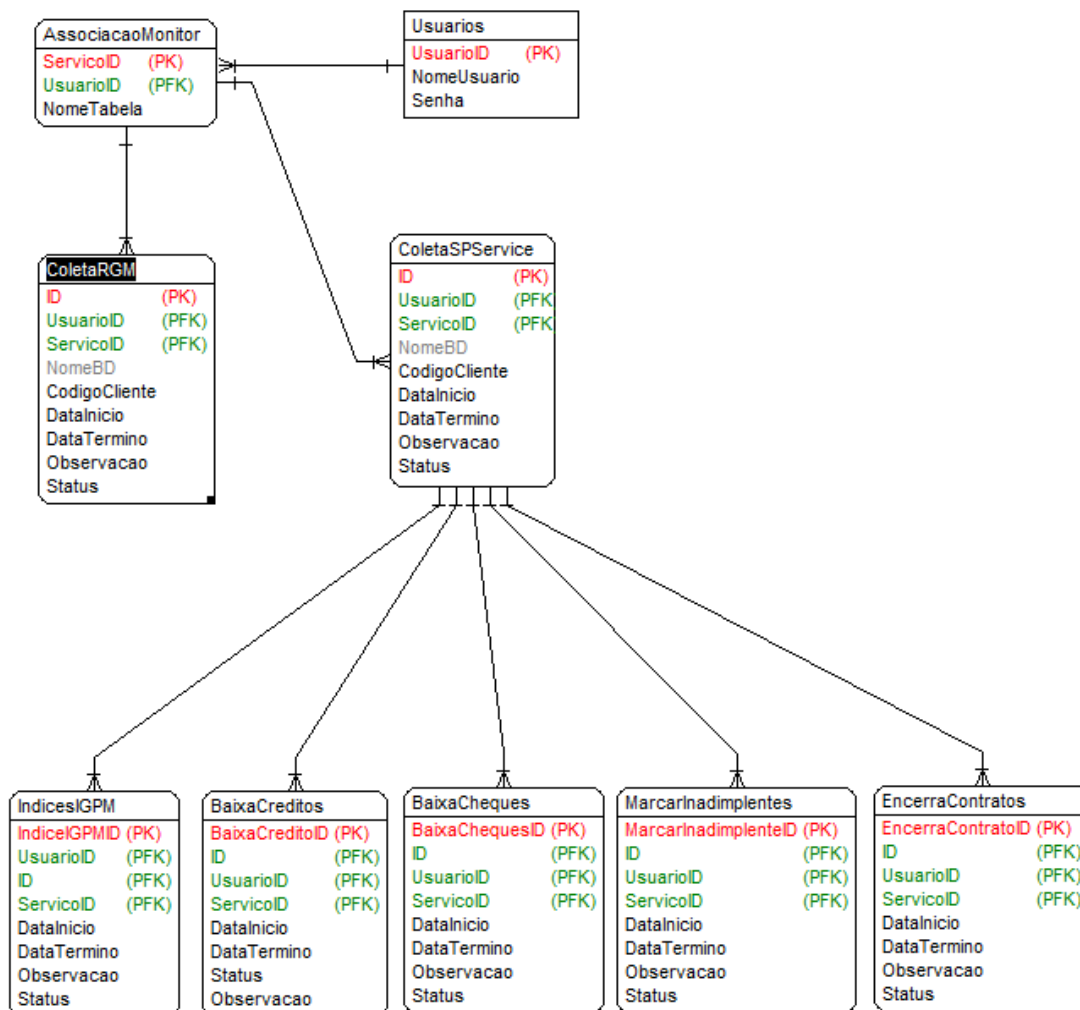 AssociacaoMonitor
ServicoID (PK)
UsuarioID (PFK)
NomeTabela
Usuarios
UsuarioID (PK)
NomeUsuario
Senha
ColetaRGM
ID (PK)
UsuarioID (PFK)
ServicoID (PFK)
NomeBD
CodigoCliente
DataInicio
DataTermino
Observacao
Status
ColetaSPService
ID (PK)
UsuarioID (PFK
ServicoID (PFK
NomeBD
CodigoCliente
DataInicio
DataTermino
Observacao
Status
IndicesIGPM
IndiceIGPMID (PK)
UsuarioID (PFK)
ID (PFK)
ServicoID (PFK)
DataInicio
DataTermino
Observacao
Status
BaixaCreditos
BaixaCreditoID (PK)
ID (PFK)
UsuarioID (PFK)
ServicoID (PFK)
DataInicio
DataTermino
Status
Observacao
BaixaCheques
BaixaChequesID (PK)
ID (PFK)
UsuarioID (PFK)
ServicoID (PFK)
DataInicio
DataTermino
Observacao
Status
MarcarInadimplentes
MarcarInadimplenteID (PK)
ID (PFK)
UsuarioID (PFK)
ServicoID (PFK)
DataInicio
DataTermino
Observacao
Status
EncerraContratos
EncerraContratoID (PK)
ID (PFK)
UsuarioID (PFK)
ServicoID (PFK)
DataInicio
DataTermino
Observacao
Status